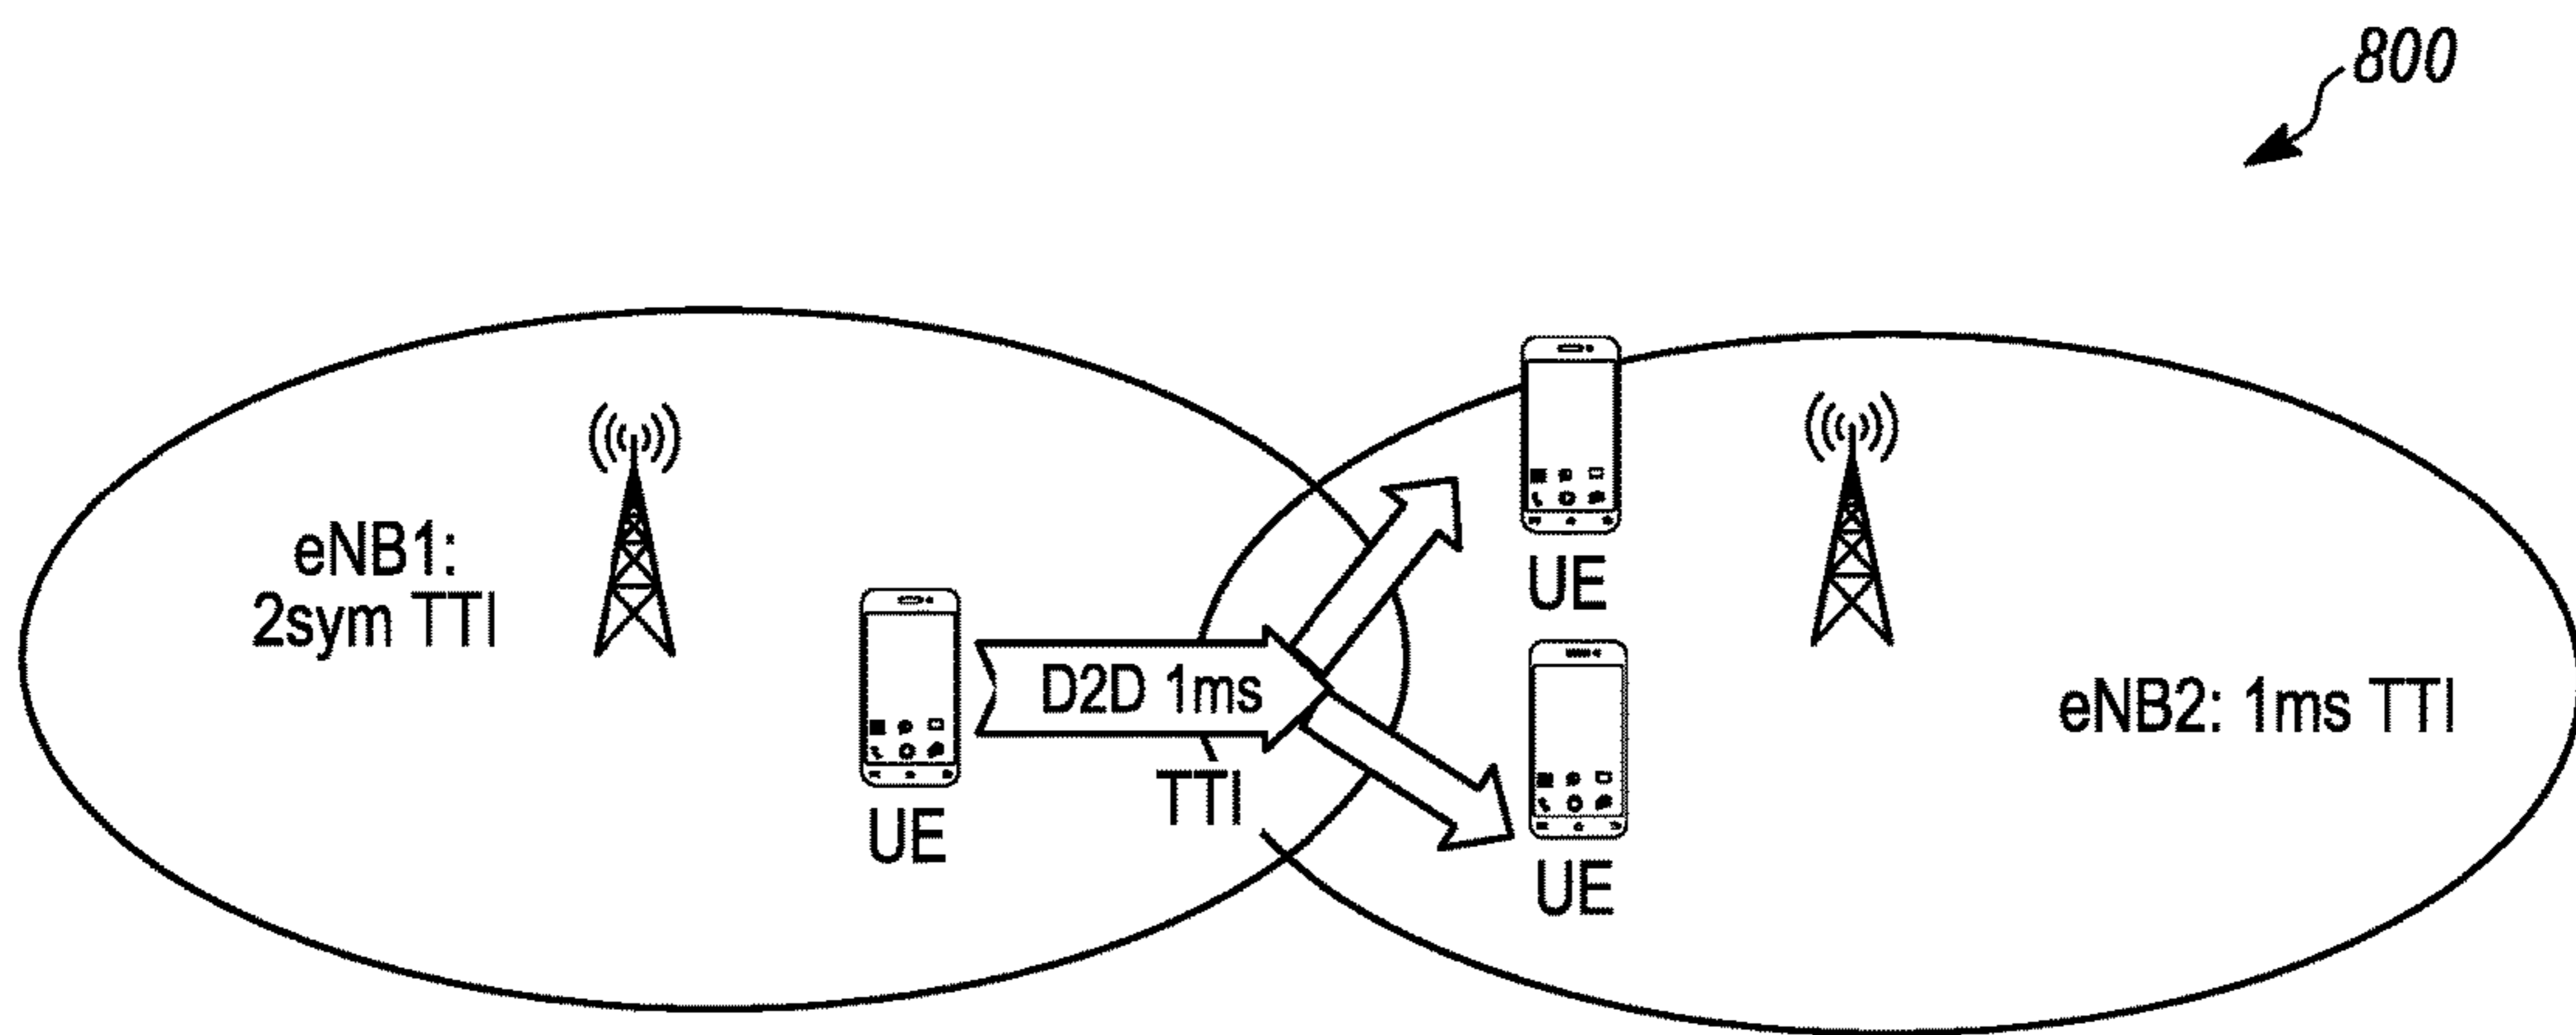 800
eNB1:
2sym TTI
UE
D2D 1ms
TTI
UE
UE
eNB2: 1ms TTI